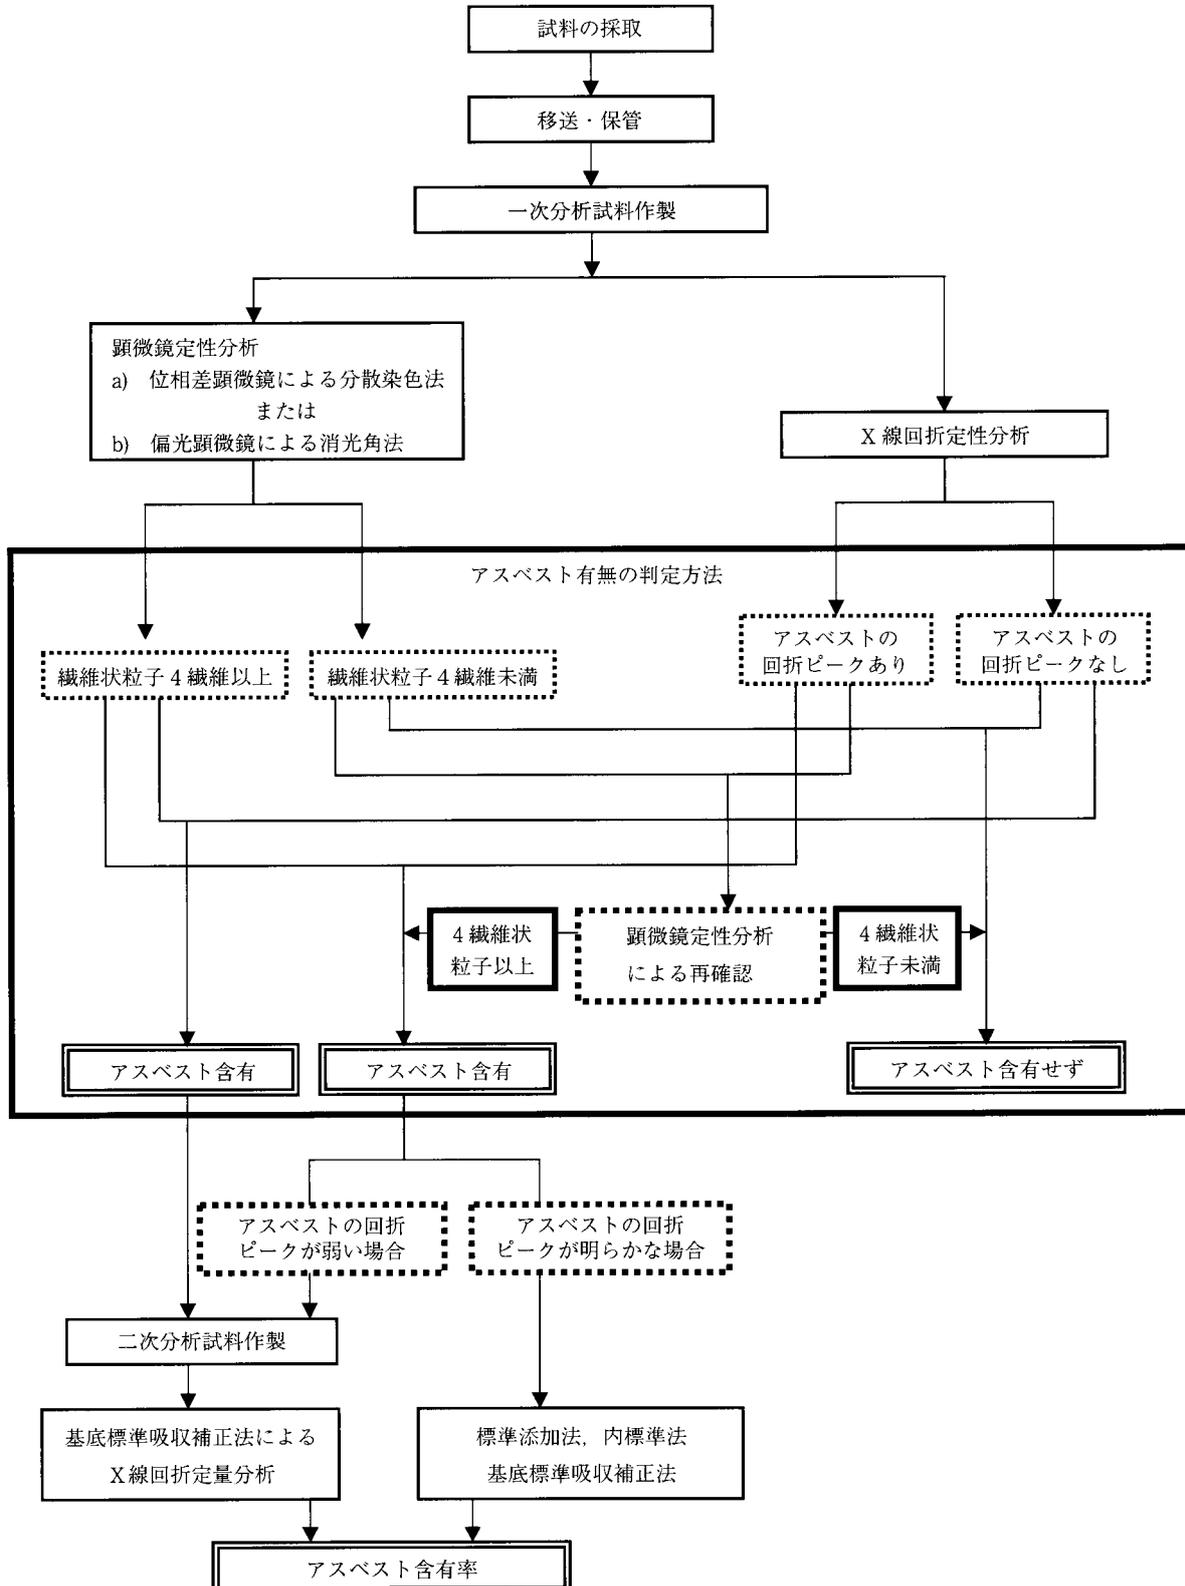 試料の採取
移送・保管
一次分析試料作製
顕微鏡定性分析
a) 位相差顕微鏡による分散染色法
または
b) 偏光顕微鏡による消光角法
X線回折定性分析
アスベスト有無の判定方法
繊維状粒子4繊維以上
繊維状粒子4繊維未満
アスベストの
回折ピークあり
アスベストの
回折ピークなし
4繊維状
粒子以上
顕微鏡定性分析
による再確認
4繊維状
粒子未満
アスベスト含有
アスベスト含有
アスベスト含有せず
アスベストの回折
ピークが弱い場合
アスベストの回折
ピークが明らかな場合
二次分析試料作製
基底標準吸収補正法による
X線回折定量分析
標準添加法,内標準法
基底標準吸収補正法
アスベスト含有率